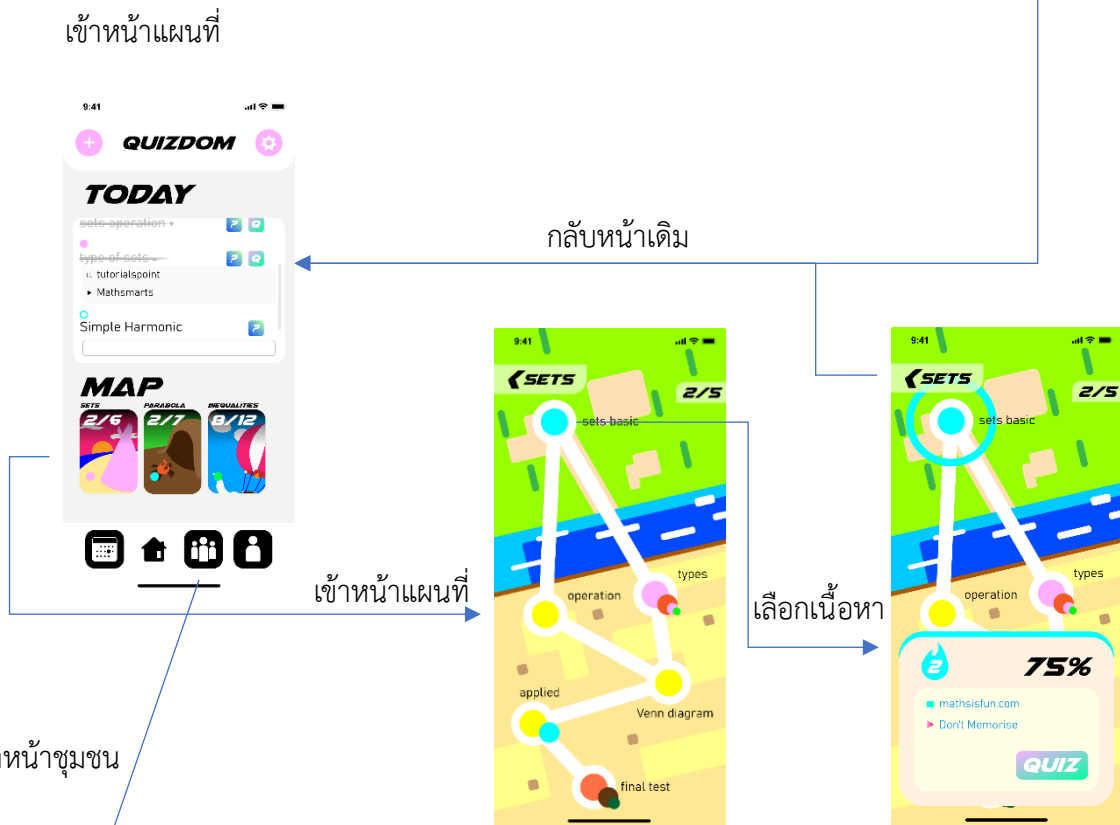 เข้าหน้าแผนที่
9:41
QUIZDOM
TODAY
sets operation
type of sets
tutorialspoint
Mathsmarts
Simple Harmonic
MAP
SETS
2/6
PARABOLA
2/7
INEQUALITIES
8/12
กลับหน้าเดิม
เข้าหน้าแผนที่
หน้าชุมชน
9:41
SETS
2/5
sets basic
types
operation
applied
Venn diagram
final test
เลือกเนื้อหา
9:41
SETS
2/5
sets basic
types
operation
2
75%
mathsisfun.com
Don't Memorise
QUIZ